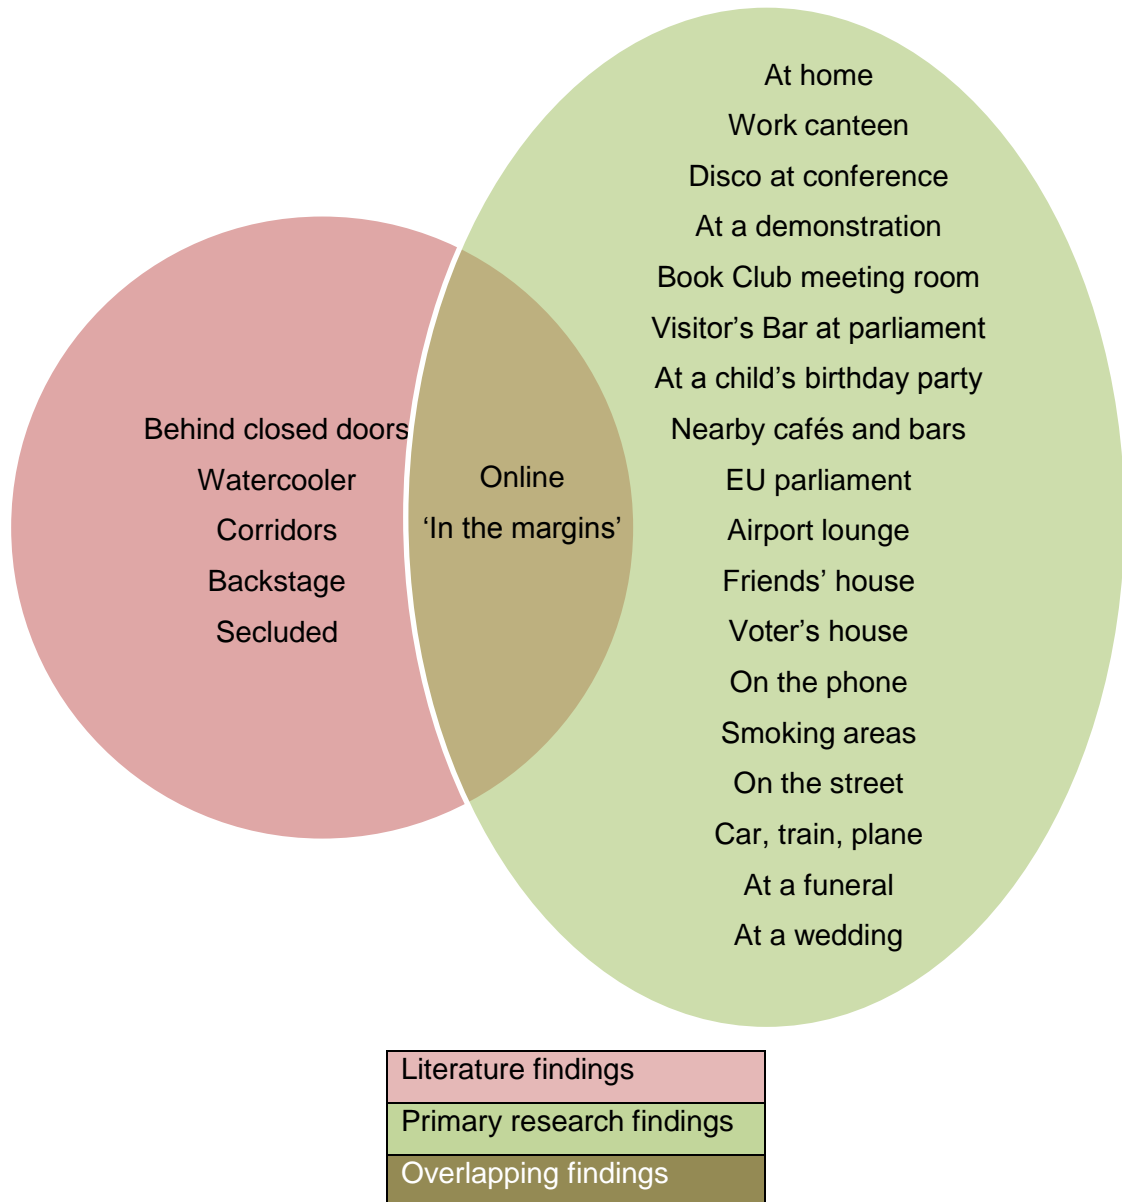 Behind closed doors
Watercooler
Corridors
Backstage
Secluded
Online
‘In the margins’
At home
Work canteen
Disco at conference
At a demonstration
Book Club meeting room
Visitor’s Bar at parliament
At a child’s birthday party
Nearby cafés and bars
EU parliament
Airport lounge
Friends’ house
Voter’s house
On the phone
Smoking areas
On the street
Car, train, plane
At a funeral
At a wedding
Literature findings
Primary research findings
Overlapping findings